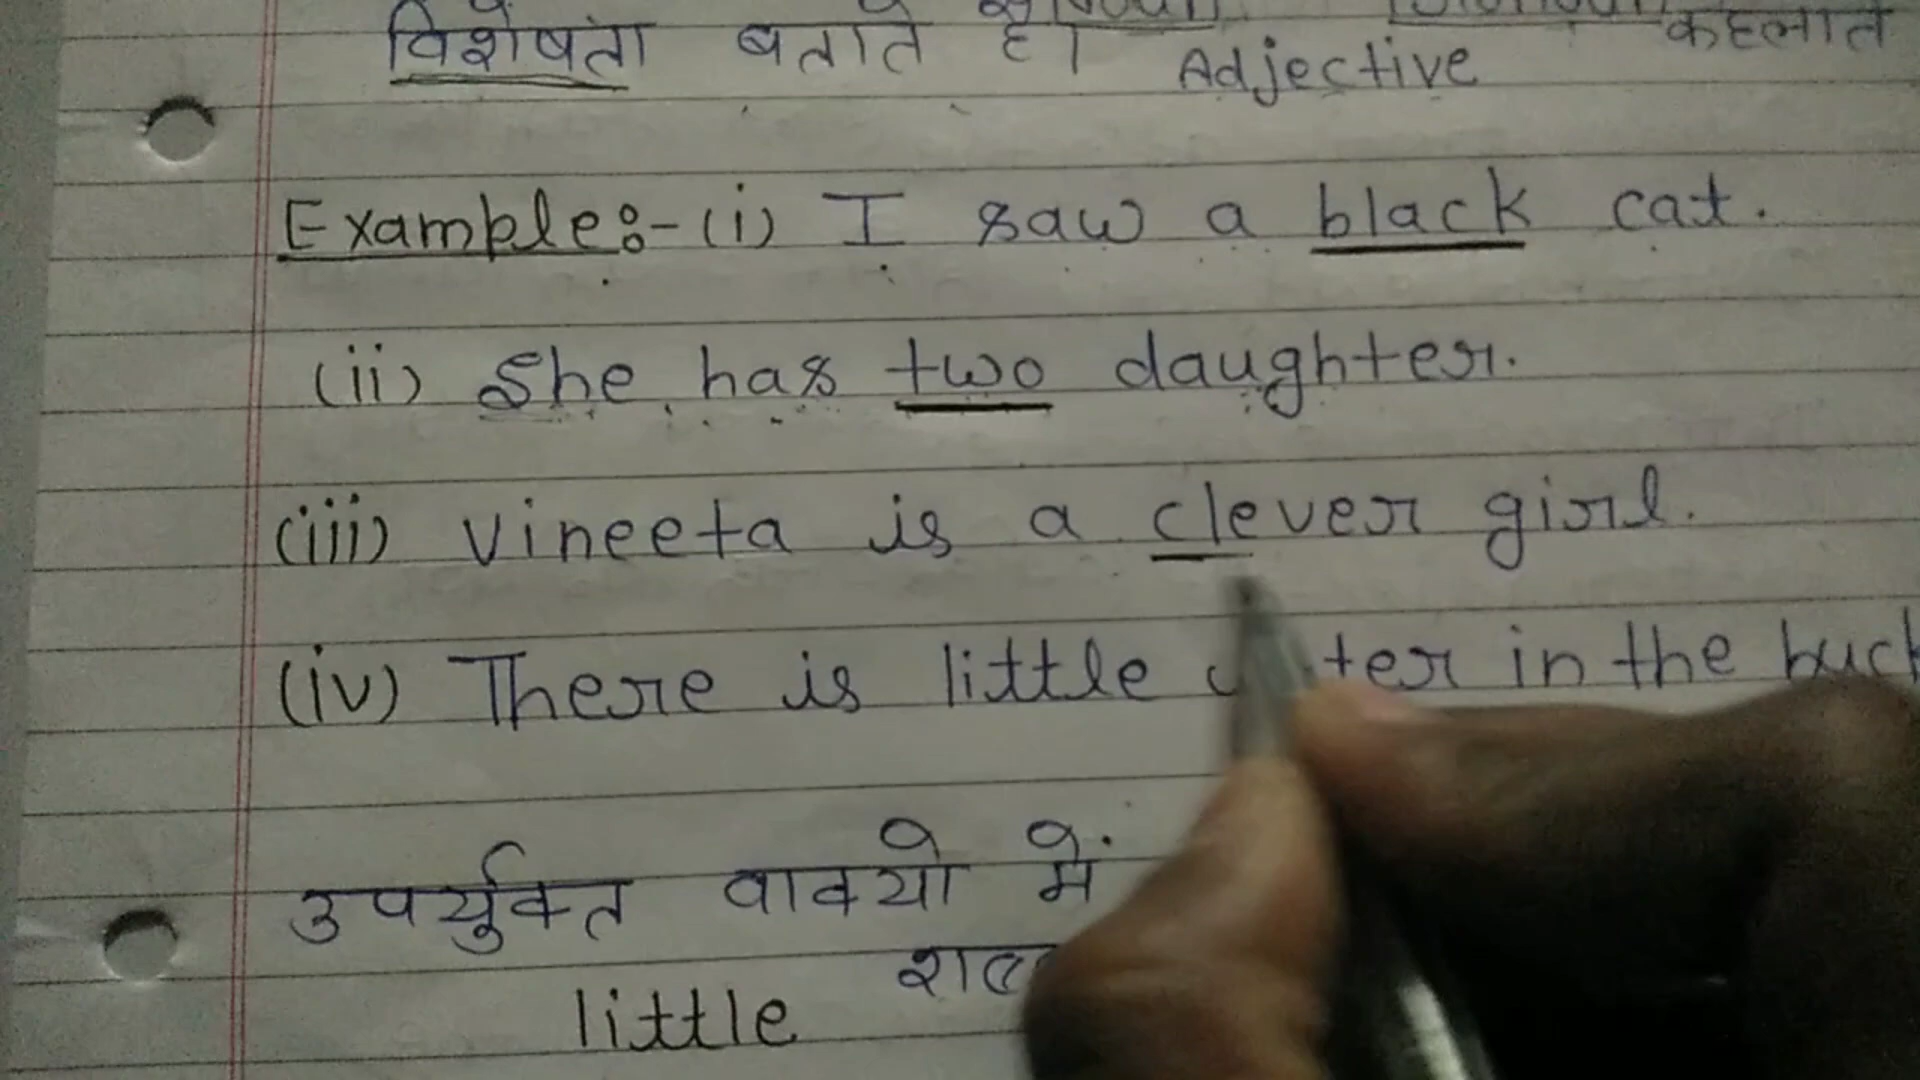 विशेषता बताते है। Adjective कहलाते
Example:-(i) I saw a black cat.
(ii) She has two daughter.
(iii) Vineeta is a clever girl.
(iv) There is little in the
उपर्युक्त वाक्यो में
little